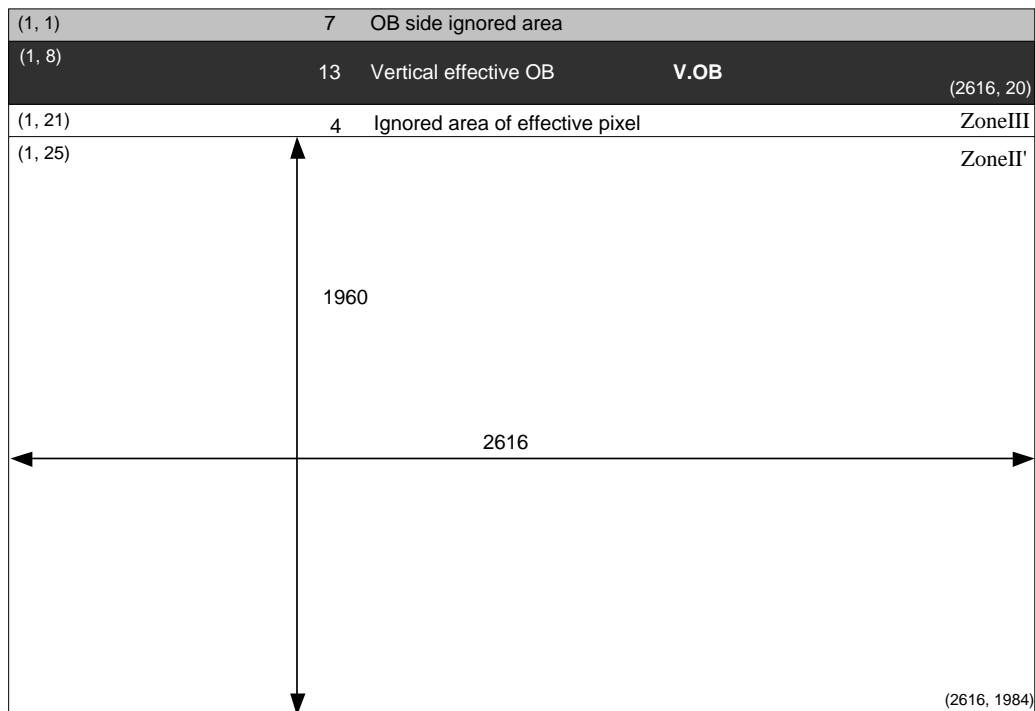 (1, 1) 7 OB side ignored area
(1, 8)
13 Vertical effective OB V.OB
(2616, 20)
(1, 21) 4 Ignored area of effective pixel ZoneIII
(1, 25) ZoneII'
1960
2616
(2616, 1984)